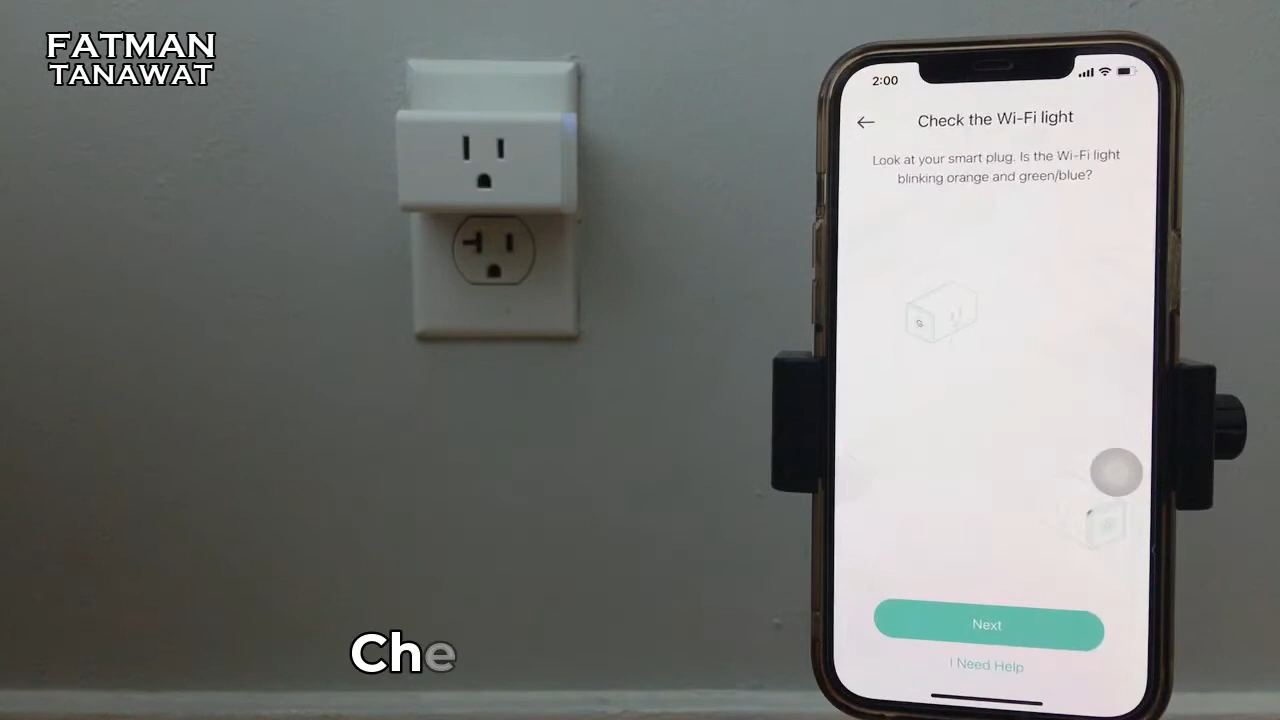 FATMAN
TANAWAT
2:00
Check the Wi-Fi light
Look at your smart plug. Is the Wi-Fi light
blinking orange and green/blue?
Next
I Need Help
Che